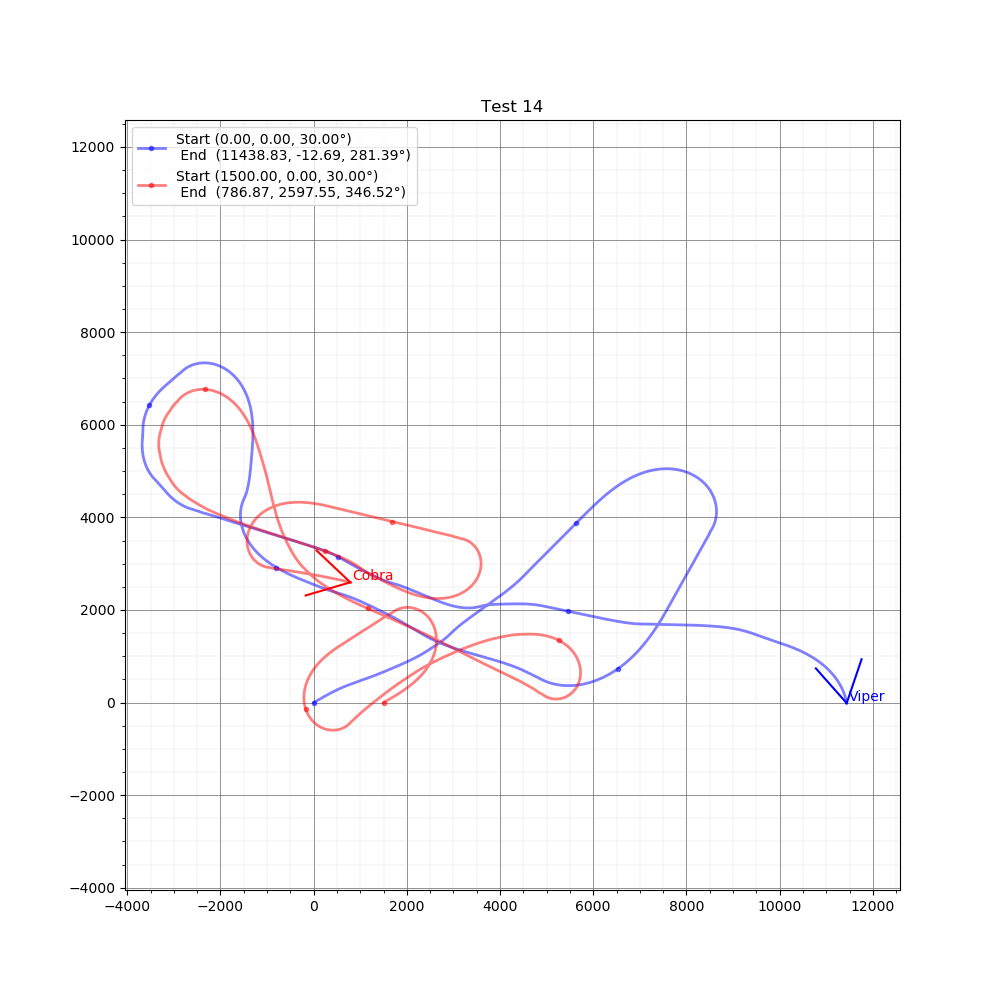 Test 14
Start (0.00, 0.00, 30.00°)
End  (11438.83, -12.69, 281.39°)
Start (1500.00, 0.00, 30.00°)
End  (786.87, 2597.55, 346.52°)
12000
10000
8000
6000
4000
2000
0
−2000
−4000
Cobra
Viper
−4000 −2000 0 2000 4000 6000 8000 10000 12000